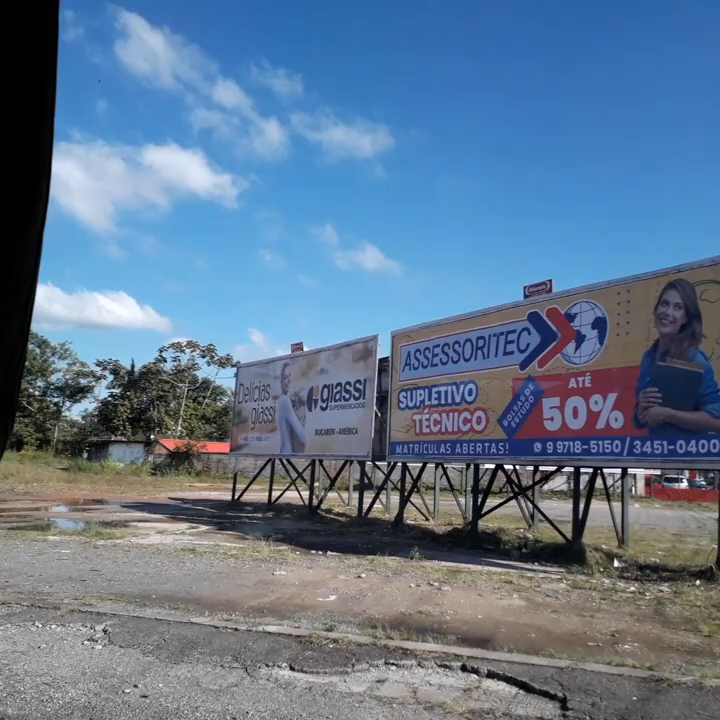 Delícias
giassi
giassi
SUPERMERCADOS
BUCAREIN • AMÉRICA
ASSESSORITEC
SUPLETIVO
TÉCNICO
BOLSAS DE
ESTUDO
ATÉ
50%
MATRÍCULAS ABERTAS!
9 9718-5150 / 3451-0400